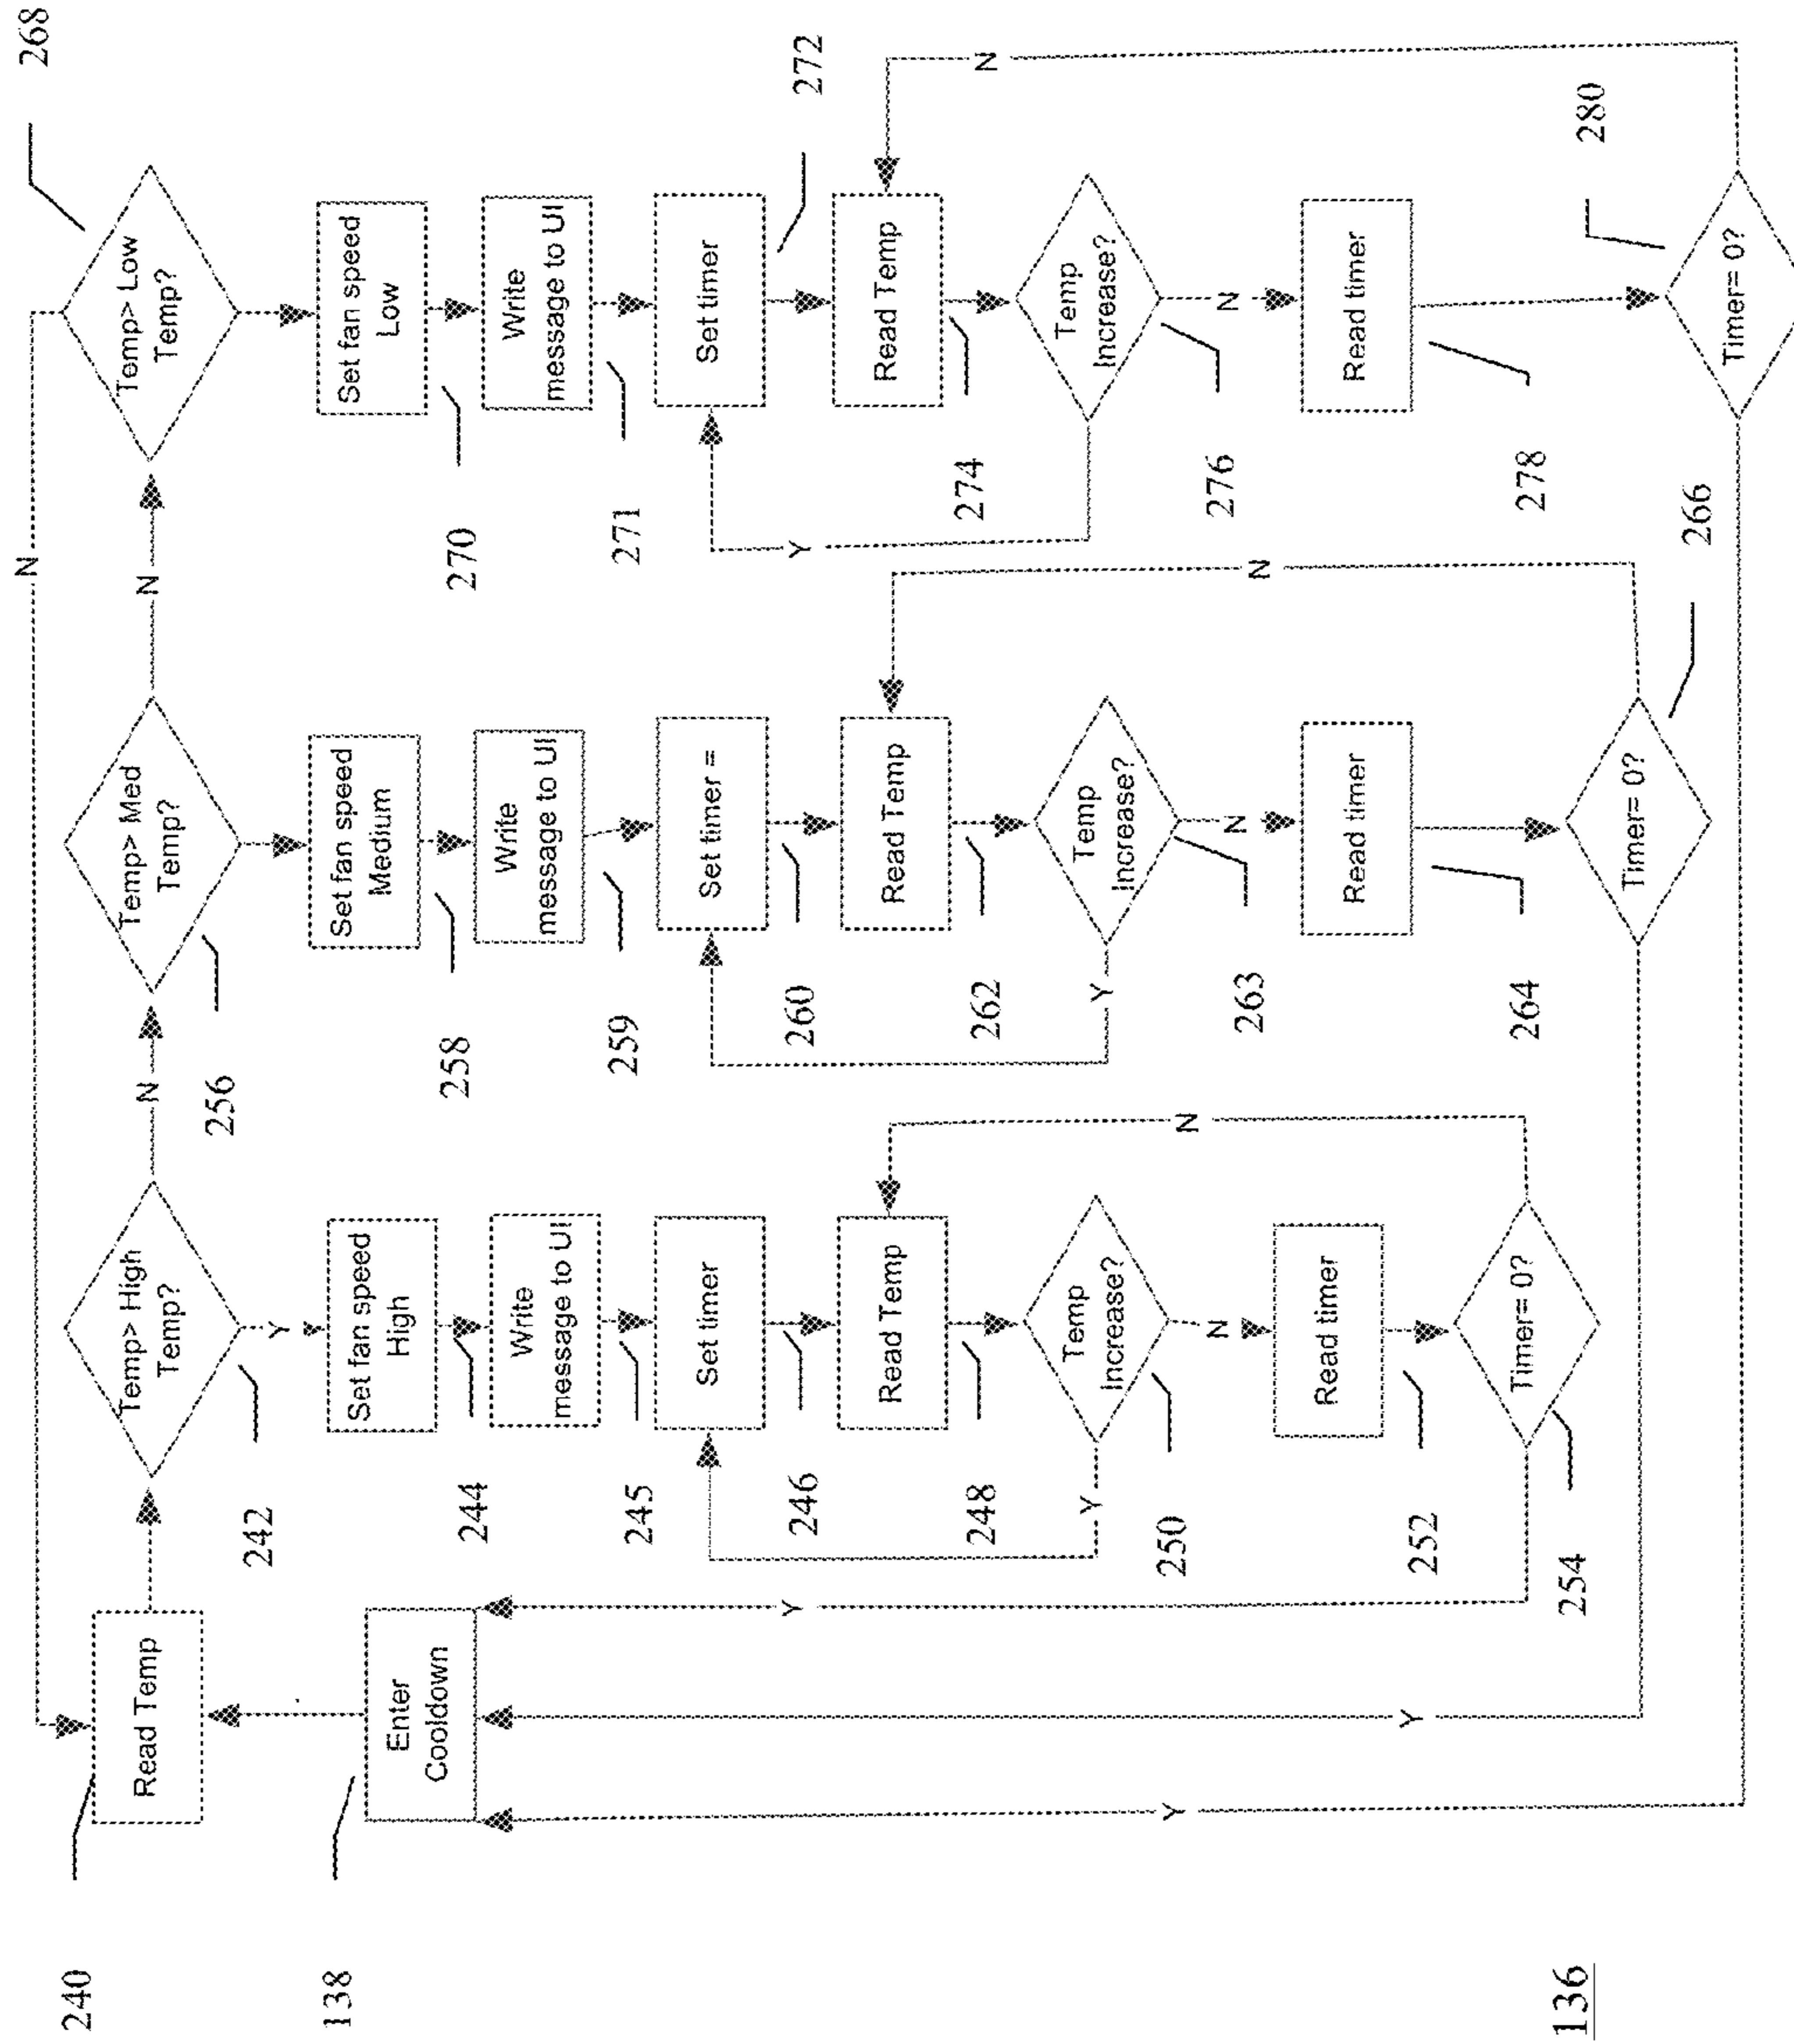 N
240
Read Temp
Temp> High
Temp?
N
Temp> Med
Temp?
N
Temp> Low
Temp?
268
242
Y
256
138
Enter
Cooldown
244
Set fan speed
High
258
Set fan speed
Medium
270
Set fan speed
Low
245
Write
message to UI
259
Write
message to UI
271
Write
message to UI
246
Set timer
260
Set timer =
Set timer
272
Y
Y
248
Read Temp
262
Read Temp
274
Read Temp
N
Y
Temp
Increase?
Y
Temp
Increase?
Temp
Increase?
250
N
N
263
N
N
276
N
Y
252
Read timer
264
Read timer
278
Read timer
Y
254
Timer= 0?
Timer= 0?
266
Timer= 0?
280
Y
136